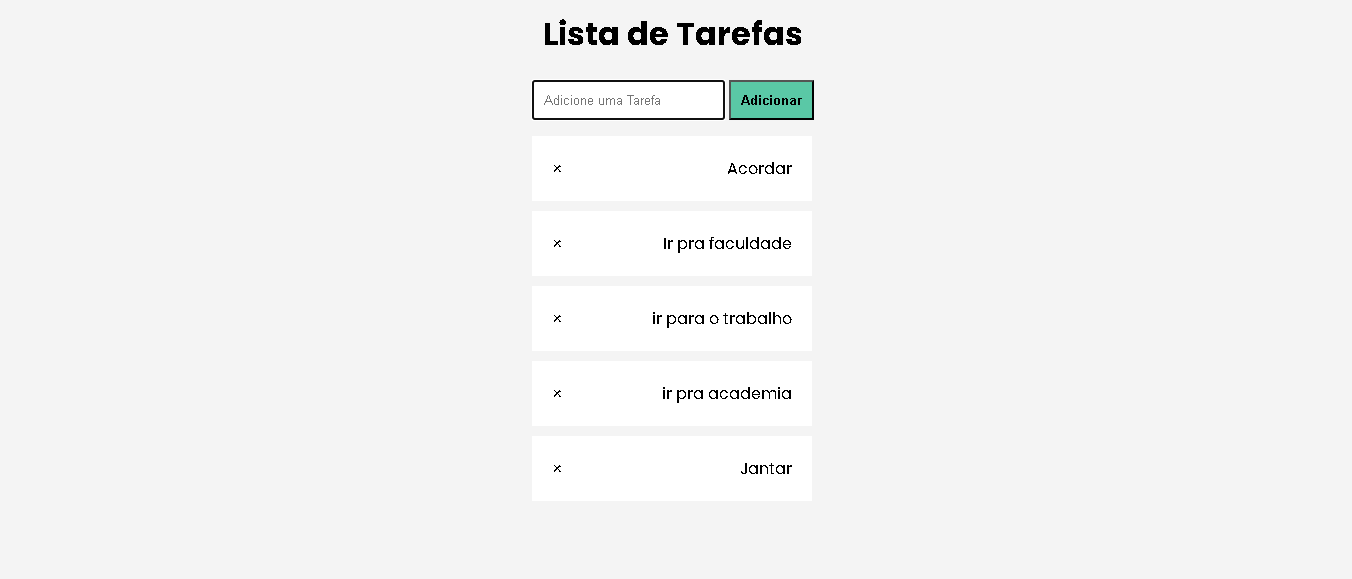 Lista de Tarefas
Adicione uma Tarefa Adicionar
× Acordar
× Ir pra faculdade
× ir para o trabalho
× ir pra academia
× Jantar